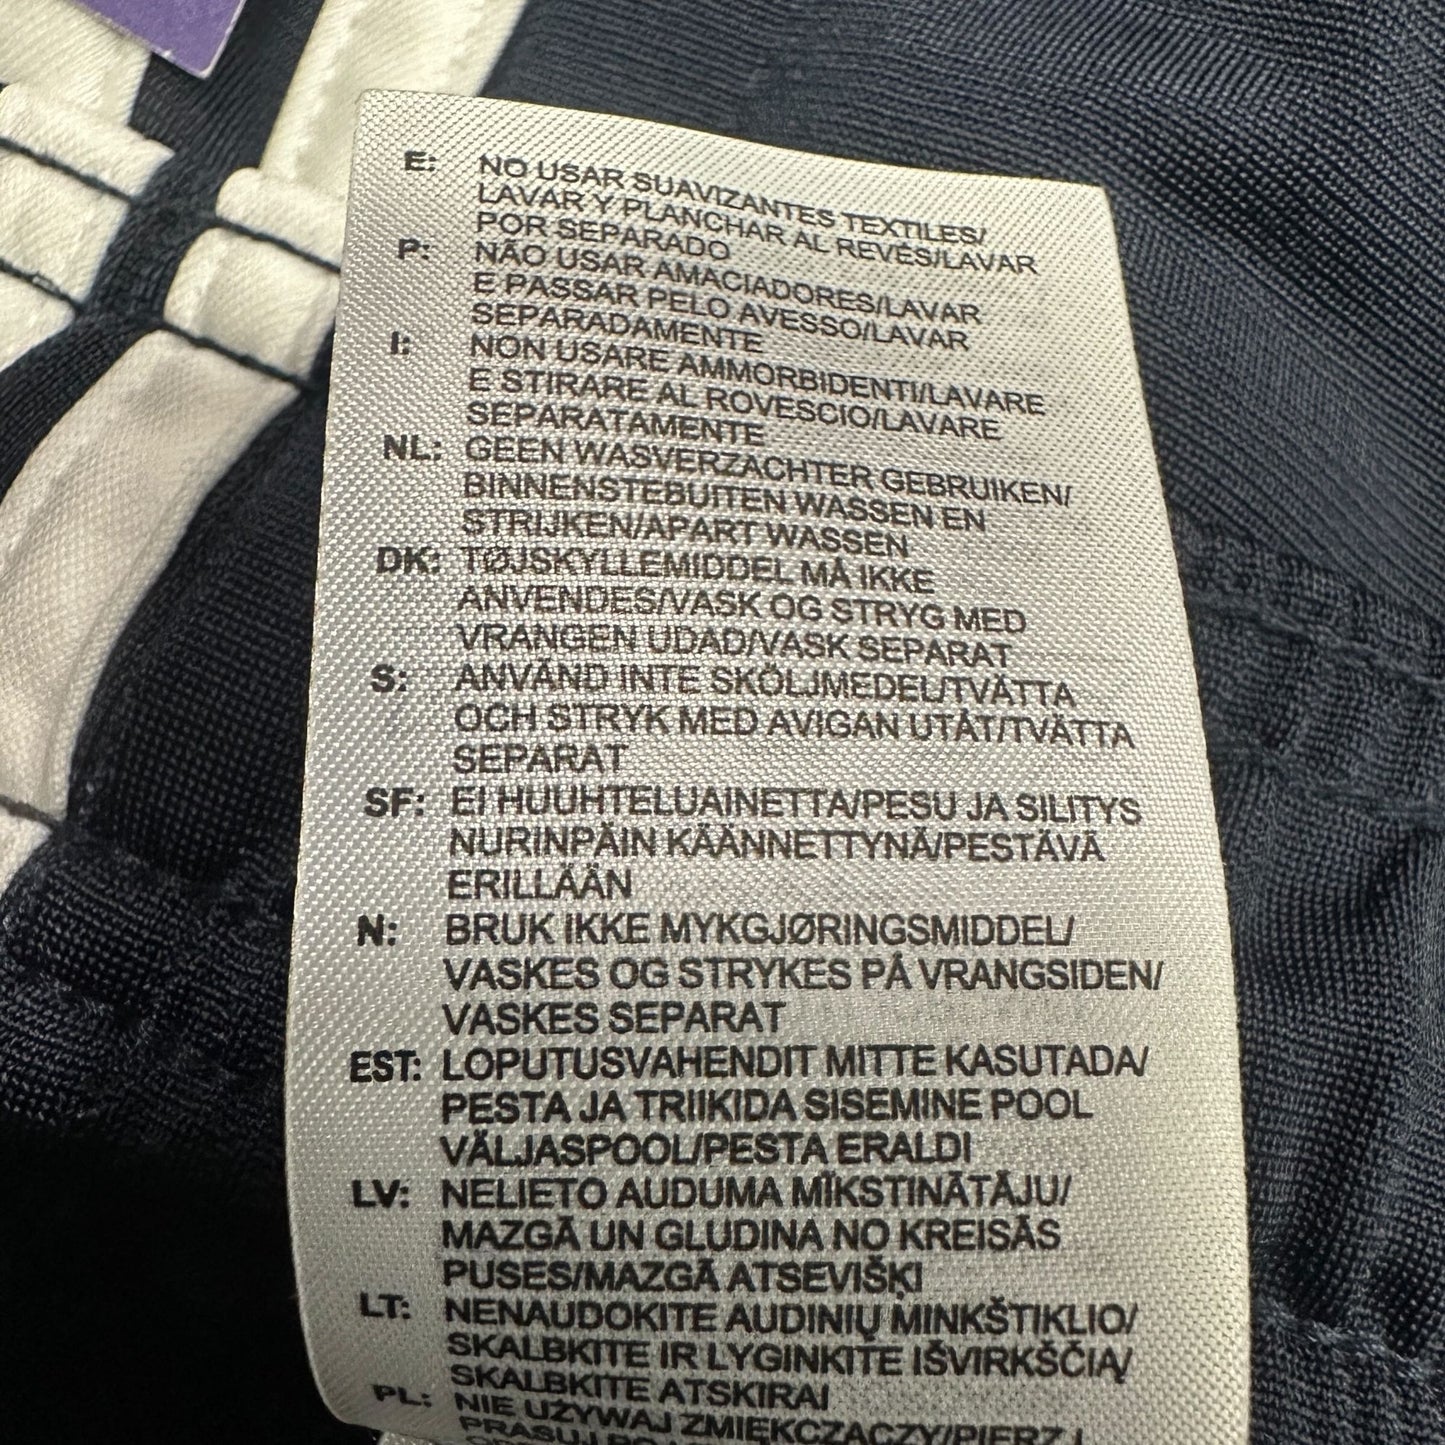 E: NO USAR SUAVIZANTES TEXTILES/
LAVAR Y PLANCHAR AL REVÉS/LAVAR
POR SEPARADO
P: NÃO USAR AMACIADORES/LAVAR
E PASSAR PELO AVESSO/LAVAR
SEPARADAMENTE
I: NON USARE AMMORBIDENTI/LAVARE
E STIRARE AL ROVESCIO/LAVARE
SEPARATAMENTE
NL: GEEN WASVERZACHTER GEBRUIKEN/
BINNENSTEBUITEN WASSEN EN
STRIJKEN/APART WASSEN
DK: TØJSKYLLEMIDDEL MÅ IKKE
ANVENDES/VASK OG STRYG MED
VRANGEN UDAD/VASK SEPARAT
S: ANVÄND INTE SKÖLJMEDEL/TVÄTTA
OCH STRYK MED AVIGAN UTÅT/TVÄTTA
SEPARAT
SF: EI HUUHTELUAINETTA/PESU JA SILITYS
NURINPÄIN KÄÄNNETTYNÄ/PESTÄVÄ
ERILLÄÄN
N: BRUK IKKE MYKGJØRINGSMIDDEL/
VASKES OG STRYKES PÅ VRANGSIDEN/
VASKES SEPARAT
EST: LOPUTUSVAHENDIT MITTE KASUTADA/
PESTA JA TRIIKIDA SISEMINE POOL
VÄLJASPOOL/PESTA ERALDI
LV: NELIETO AUDUMA MĪKSTINĀTĀJU/
MAZGĀ UN GLUDINA NO KREISĀS
PUSES/MAZGĀ ATSEVIŠĶI
LT: NENAUDOKITE AUDINIŲ MINKŠTIKLIO/
SKALBKITE IR LYGINKITE IŠVIRKŠČIĄ/
SKALBKITE ATSKIRAI
PL: NIE UŻYWAJ ZMIĘKCZACZY/PIERZ I
PRASUJ